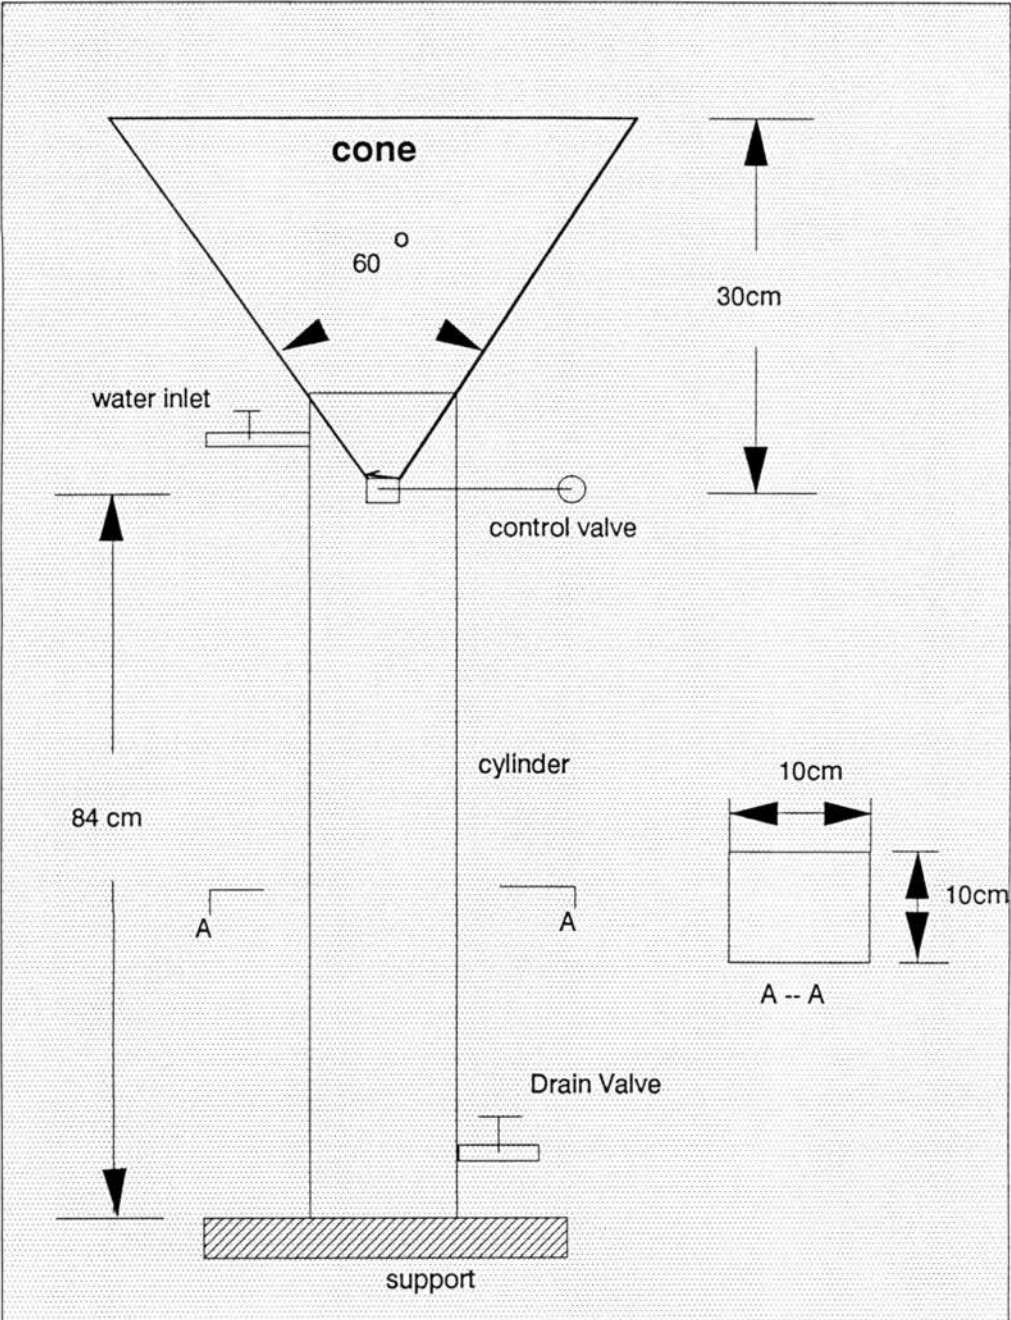 cone
60 o
30cm
water inlet
control valve
cylinder
10cm
84 cm
10cm
A A
A -- A
Drain Valve
support